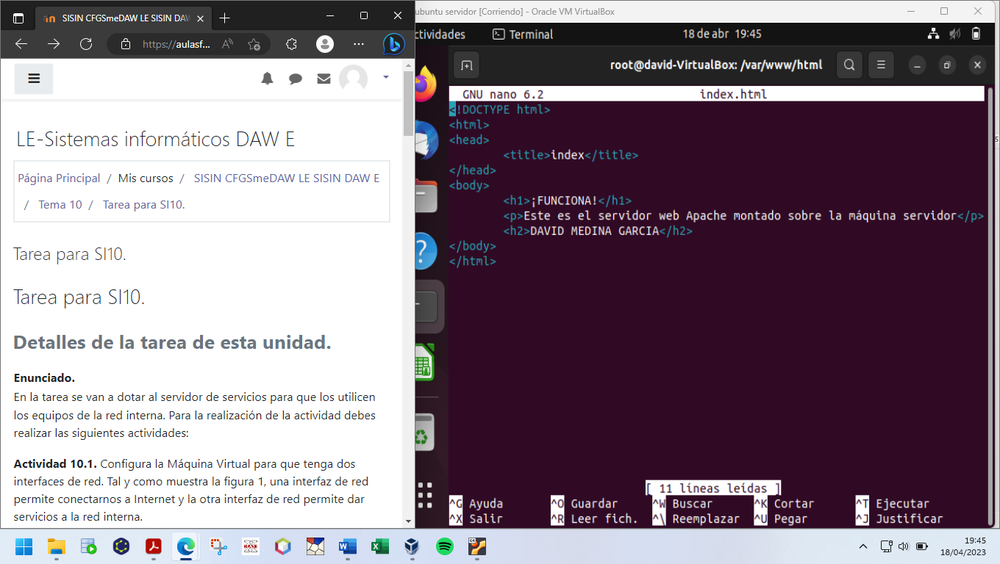 SISIN CFGSmeDAW LE SISIN DAW
https://aulasf...
LE-Sistemas informáticos DAW E
Página Principal / Mis cursos / SISIN CFGSmeDAW LE SISIN DAW E
/ Tema 10 / Tarea para SI10.
Tarea para SI10.
Tarea para SI10.
Detalles de la tarea de esta unidad.
Enunciado.
En la tarea se van a dotar al servidor de servicios para que los utilicen
los equipos de la red interna. Para la realización de la actividad debes
realizar las siguientes actividades:
Actividad 10.1. Configura la Máquina Virtual para que tenga dos
interfaces de red. Tal y como muestra la figura 1, una interfaz de red
permite conectarnos a Internet y la otra interfaz de red permite dar
servicios a la red interna.
ubuntu servidor [Corriendo] - Oracle VM VirtualBox
ctividades Terminal 18 de abr 19:45
root@david-VirtualBox: /var/www/html
GNU nano 6.2 index.html
<!DOCTYPE html>
<html>
<head>
<title>index</title>
</head>
<body>
<h1>¡FUNCIONA!</h1>
<p>Este es el servidor web Apache montado sobre la máquina servidor</p>
<h2>DAVID MEDINA GARCIA</h2>
</body>
</html>
[ 11 líneas leídas ]
^G Ayuda ^O Guardar ^W Buscar ^K Cortar ^T Ejecutar
^X Salir ^R Leer fich. ^\ Reemplazar ^U Pegar ^J Justificar
19:45
18/04/2023